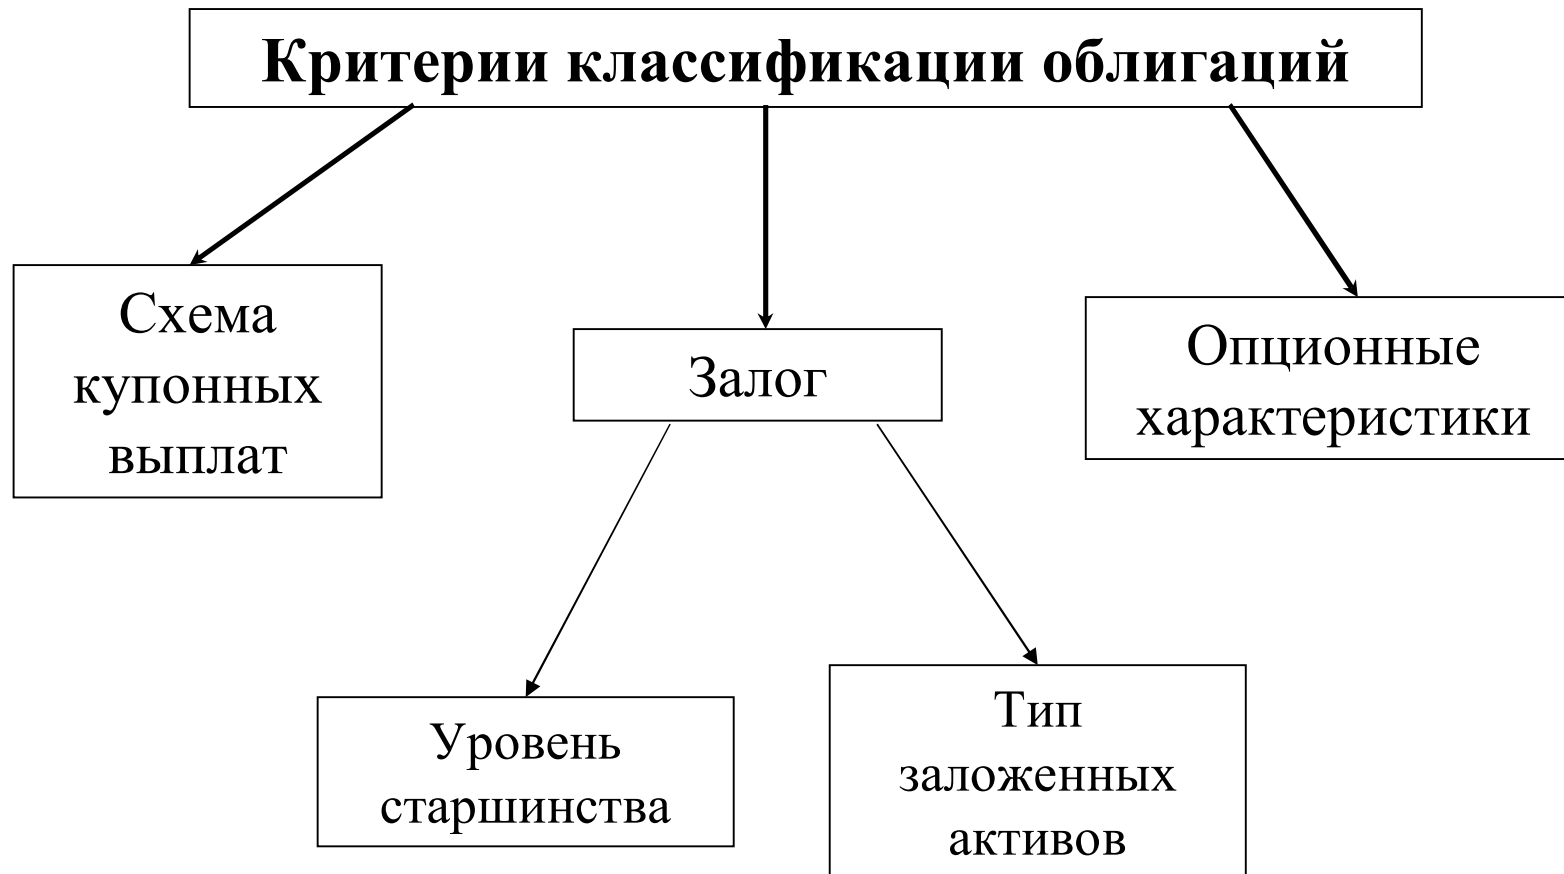 Критерии классификации облигаций
Схема
купонных
выплат
Залог
Опционные
характеристики
Уровень
старшинства
Тип
заложенных
активов